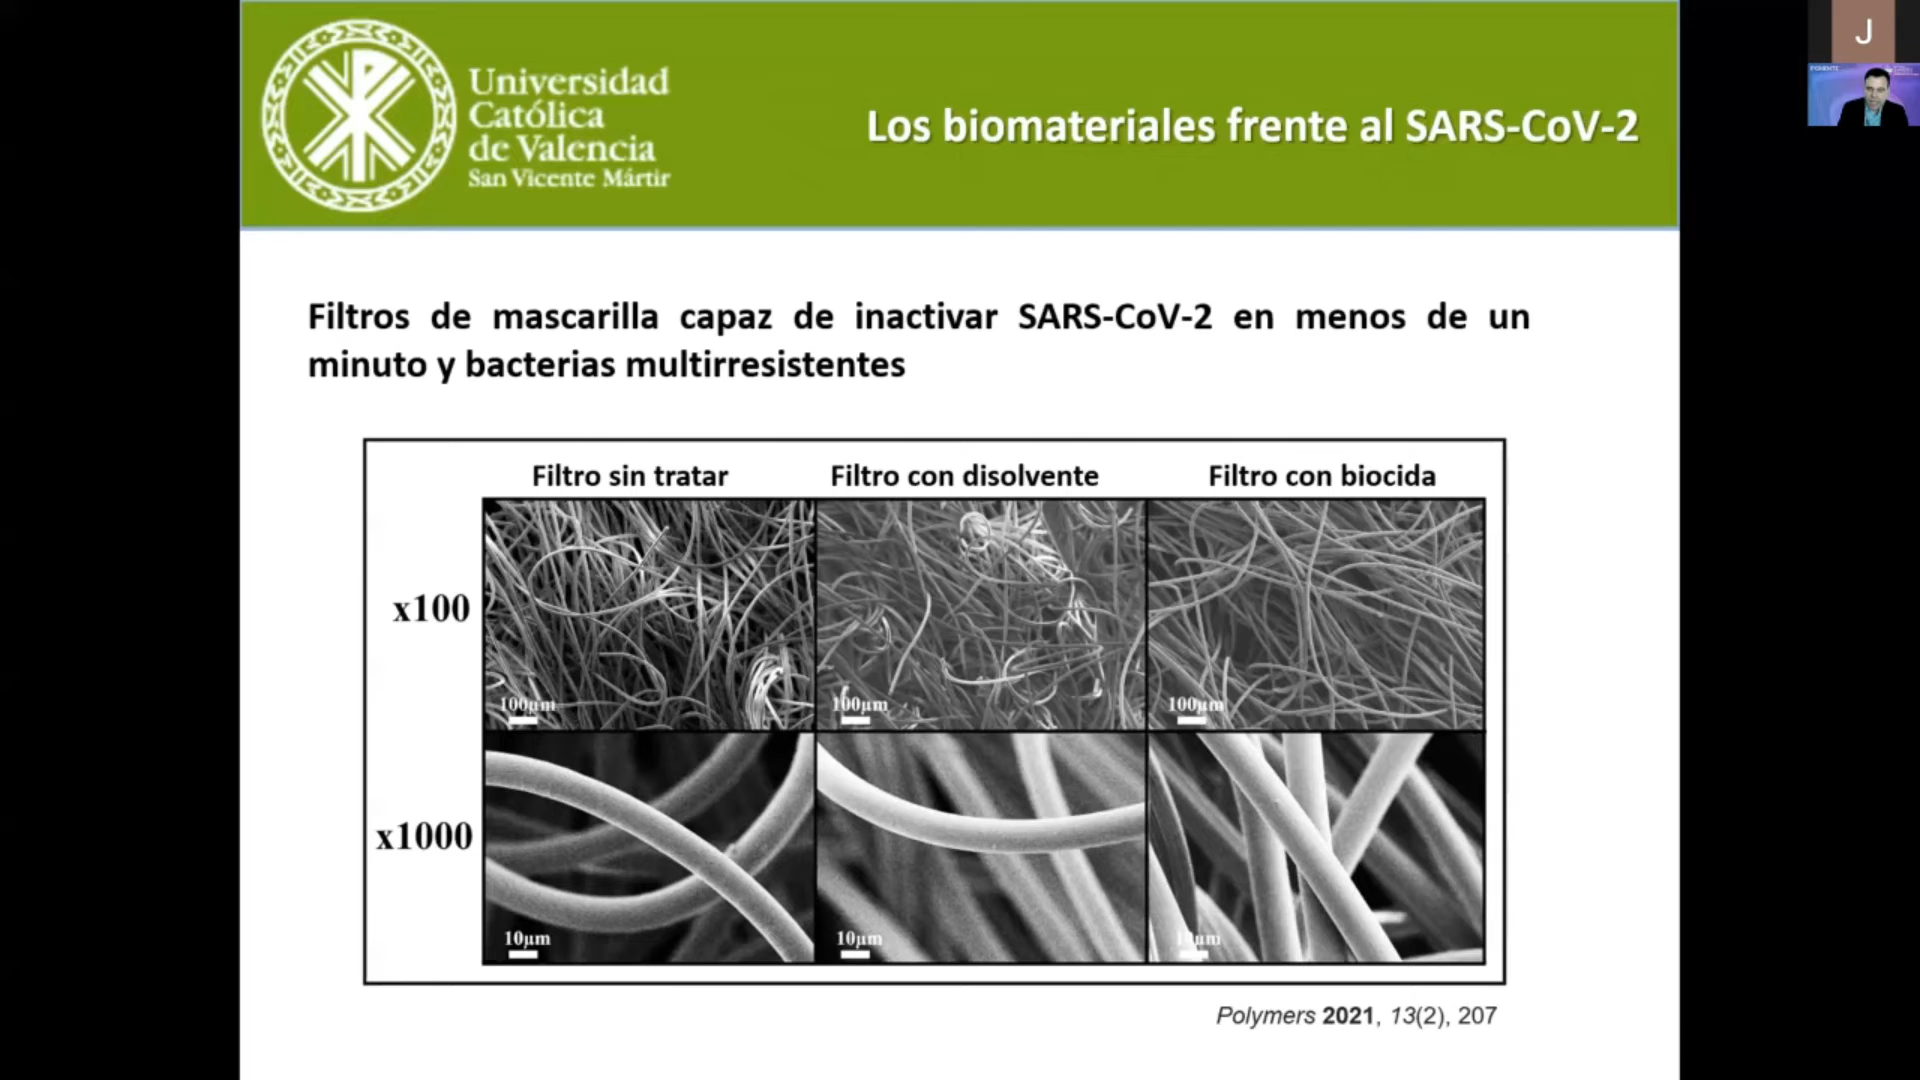 Universidad
Católica
de Valencia
San Vicente Mártir
Los biomateriales frente al SARS-CoV-2
J
PONENTE
Filtros de mascarilla capaz de inactivar SARS-CoV-2 en menos de un
minuto y bacterias multirresistentes
Filtro sin tratar Filtro con disolvente Filtro con biocida
x100
100µm 100µm 100µm
x1000
10µm 10µm 10µm
Polymers 2021, 13(2), 207